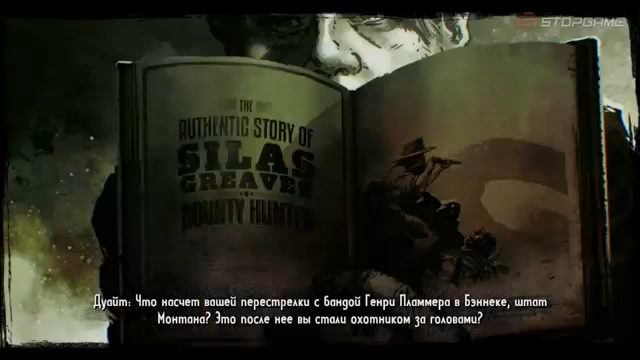 STOPGAME
THE
AUTHENTIC STORY OF
SILAS
GREAVES
BOUNTY HUNTER
Дуайт: Что насчет вашей перестрелки с бандой Генри Пламмера в Бэннеке, штат
Монтана? Это после нее вы стали охотником за головами?